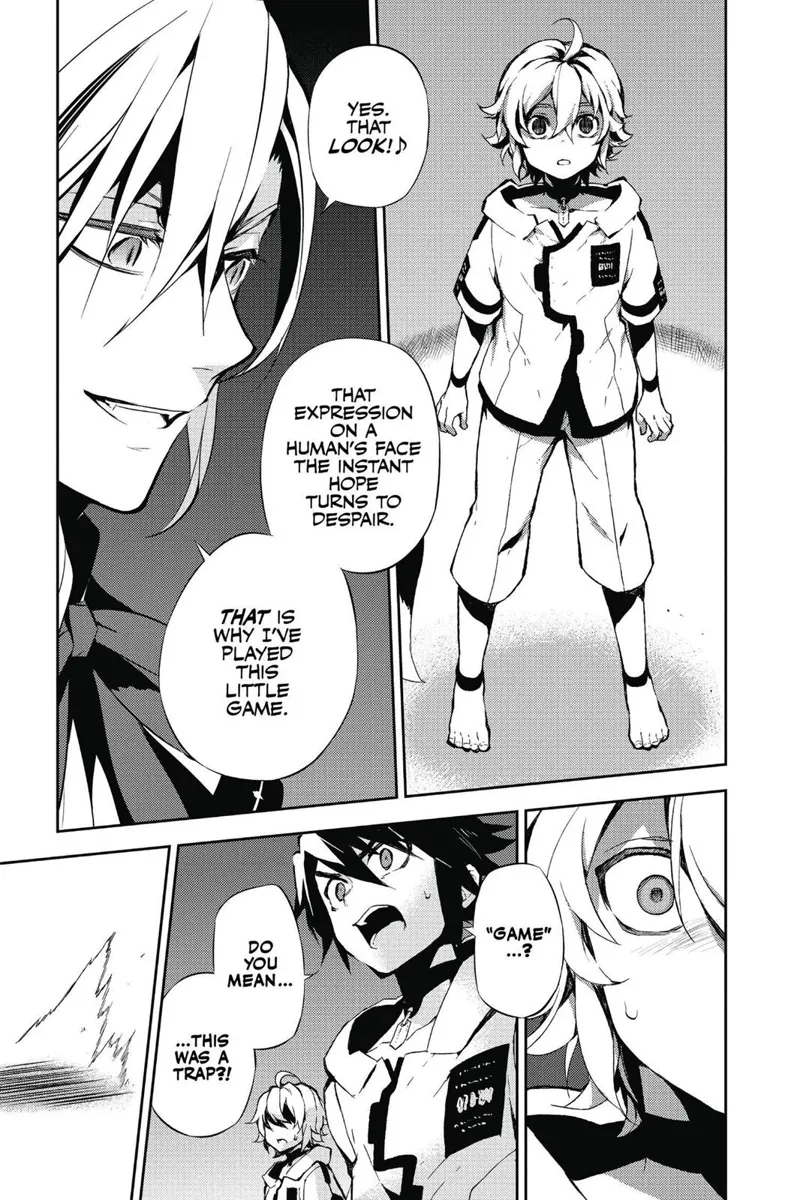 YES.
THAT
LOOK!♪
THAT
EXPRESSION
ON A
HUMAN'S FACE
THE INSTANT
HOPE
TURNS TO
DESPAIR.
THAT IS
WHY I'VE
PLAYED
THIS
LITTLE
GAME.
"GAME"
...?
DO
YOU
MEAN...
...THIS
WAS A
TRAP?!